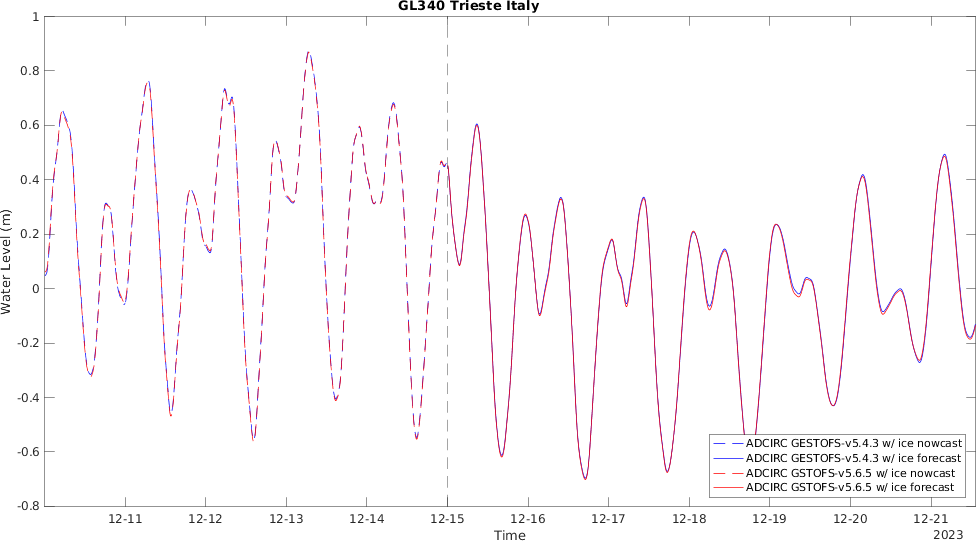 GL340 Trieste Italy
1
0.8
0.6
0.4
0.2
0
-0.2
-0.4
-0.6
-0.8
Water Level (m)
ADCIRC GESTOFS-v5.4.3 w/ ice nowcast
ADCIRC GESTOFS-v5.4.3 w/ ice forecast
ADCIRC GSTOFS-v5.6.5 w/ ice nowcast
ADCIRC GSTOFS-v5.6.5 w/ ice forecast
12-11 12-12 12-13 12-14 12-15 12-16 12-17 12-18 12-19 12-20 12-21
Time
2023